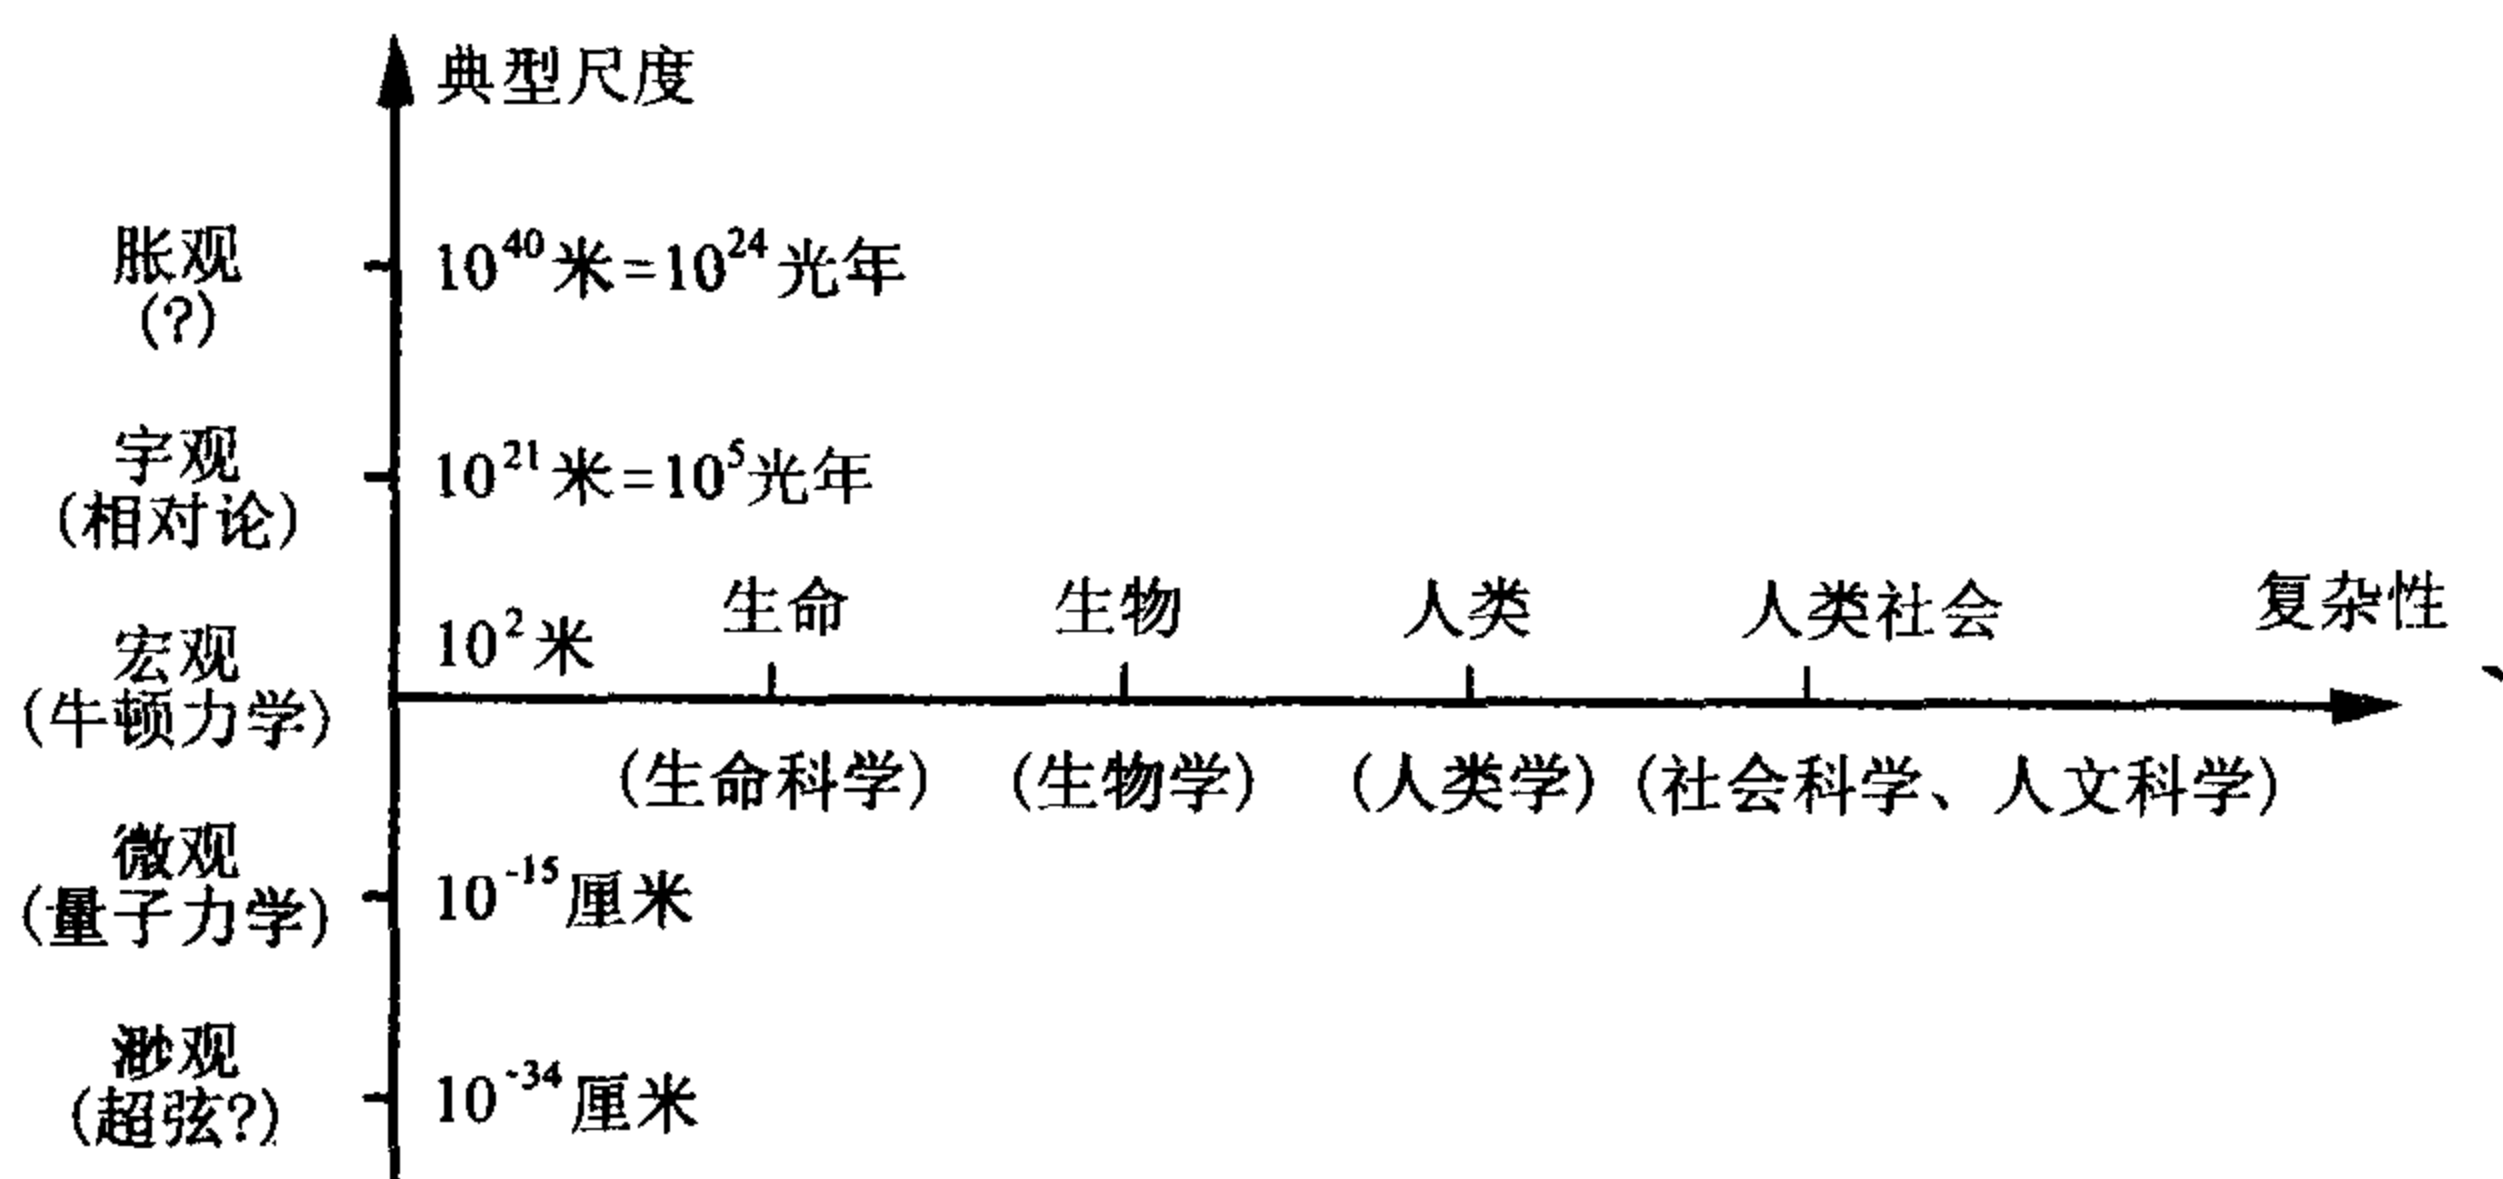 典型尺度
胀观
(?)
10⁴⁰米=10²⁴光年
宇观
(相对论)
10²¹米=10⁵光年
宏观
(牛顿力学)
10²米
生命
生物
人类
人类社会
复杂性
(生命科学)
(生物学)
(人类学)
(社会科学、人文科学)
微观
(量子力学)
10⁻¹⁵厘米
渺观
(超弦?)
10⁻³⁴厘米